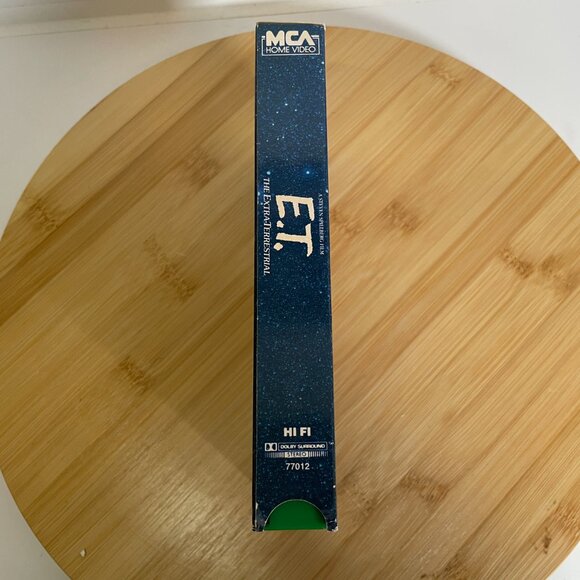 MCA
HOME VIDEO
A STEVEN SPIELBERG FILM
E.T.
THE EXTRA-TERRESTRIAL
HI FI
DOLBY SURROUND
STEREO
77012